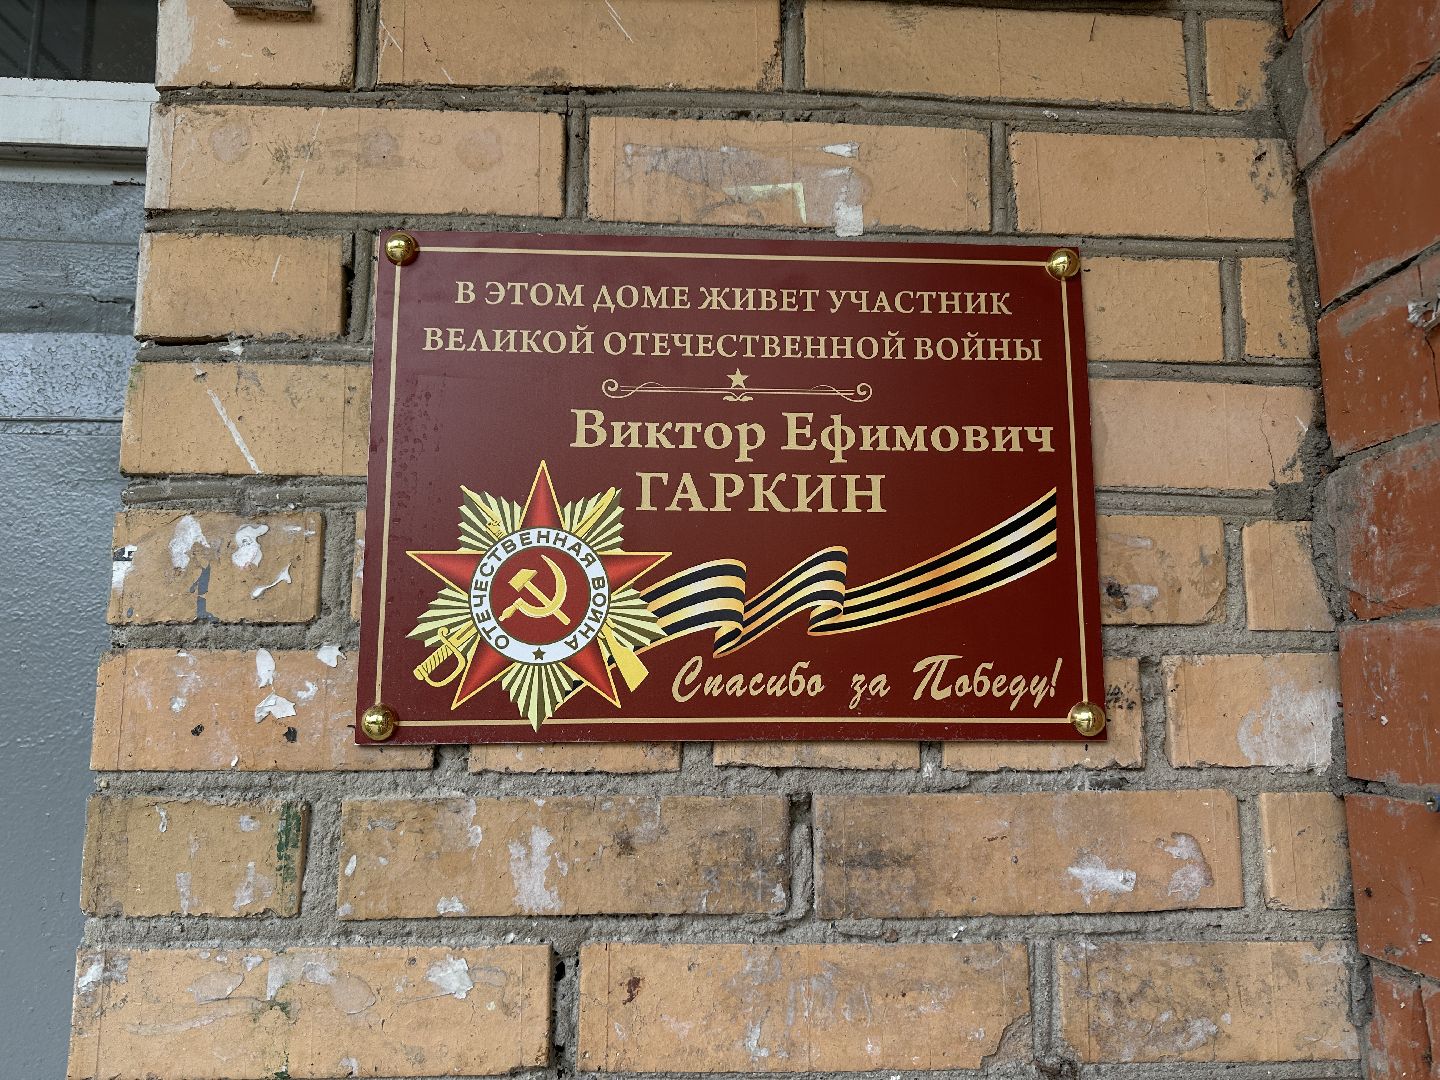 В ЭТОМ ДОМЕ ЖИВЕТ УЧАСТНИК
ВЕЛИКОЙ ОТЕЧЕСТВЕННОЙ ВОЙНЫ
Виктор Ефимович
ГАРКИН
ОТЕЧЕСТВЕННАЯ ВОЙНА
Спасибо за Победу!